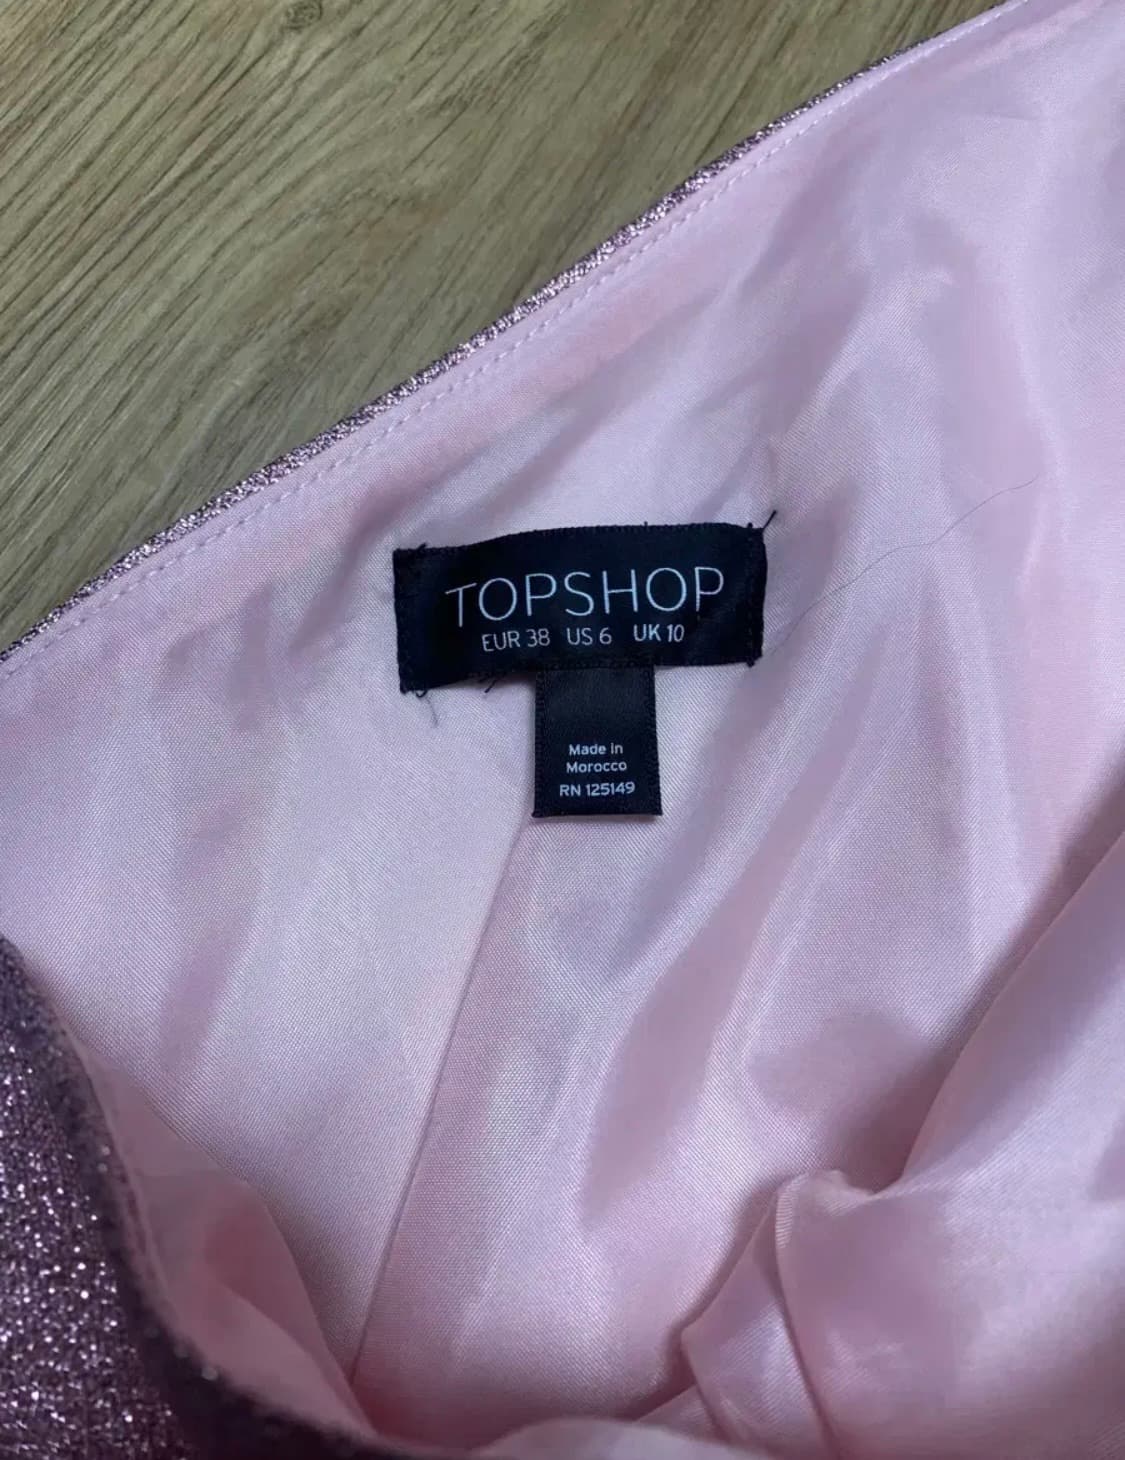 TOPSHOP
EUR 38 US 6 UK 10
Made in
Morocco
RN 125149